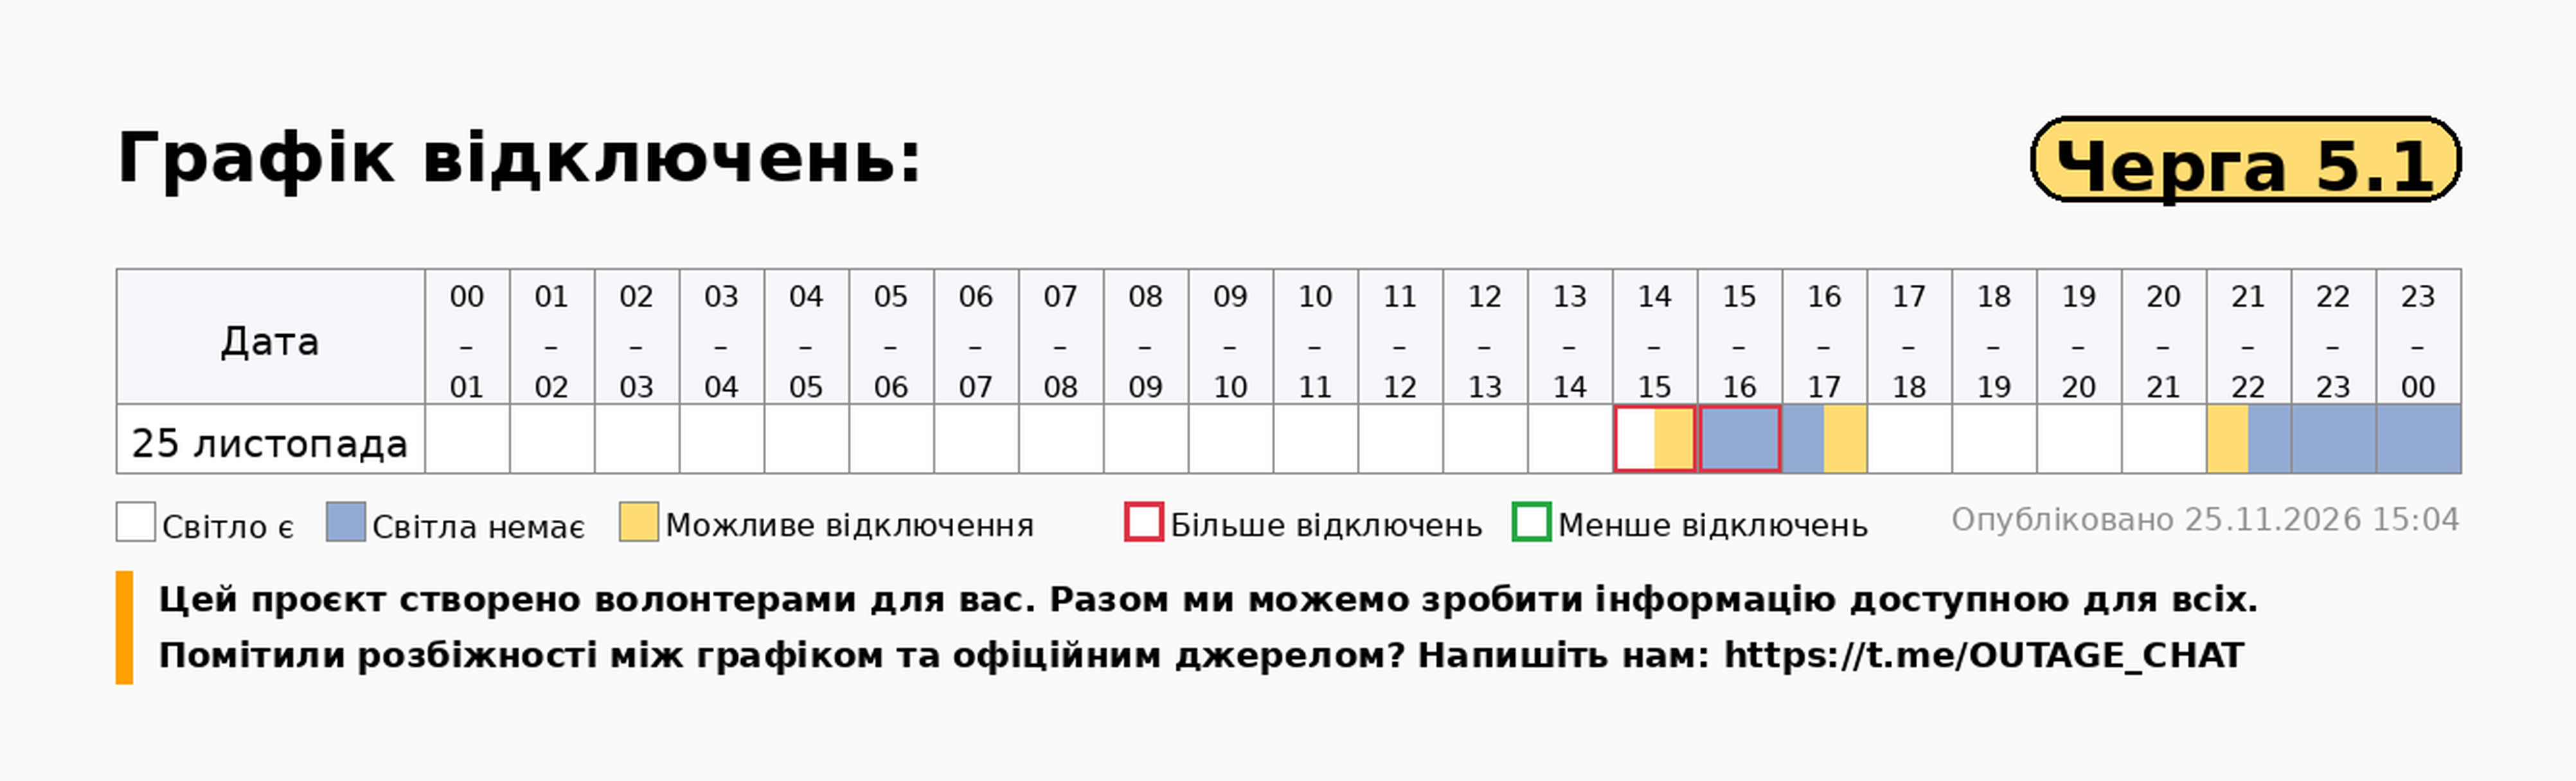 Графік відключень:
Черга 5.1
Дата
00 – 01
01 – 02
02 – 03
03 – 04
04 – 05
05 – 06
06 – 07
07 – 08
08 – 09
09 – 10
10 – 11
11 – 12
12 – 13
13 – 14
14 – 15
15 – 16
16 – 17
17 – 18
18 – 19
19 – 20
20 – 21
21 – 22
22 – 23
23 – 00
25 листопада
Світло є
Світла немає
Можливе відключення
Більше відключень
Менше відключень
Опубліковано 25.11.2026 15:04
Цей проєкт створено волонтерами для вас. Разом ми можемо зробити інформацію доступною для всіх.
Помітили розбіжності між графіком та офіційним джерелом? Напишіть нам: https://t.me/OUTAGE_CHAT